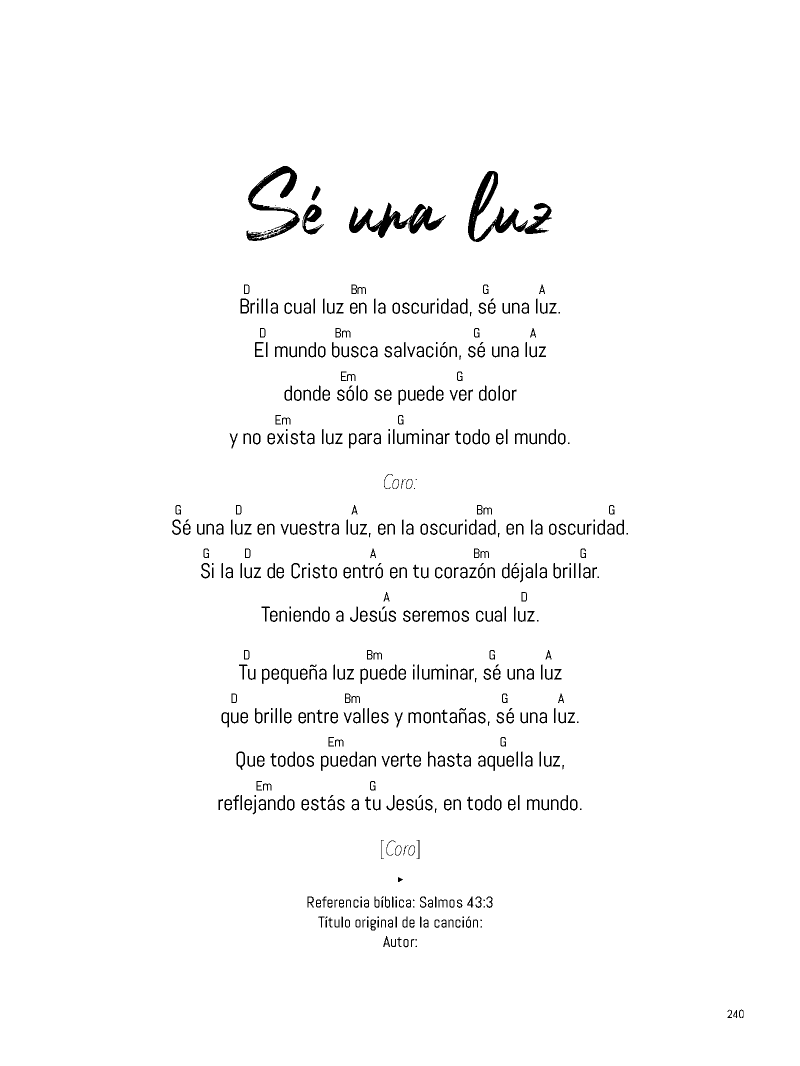 Sé una luz
D Bm G A
Brilla cual luz en la oscuridad, sé una luz.
D Bm G A
El mundo busca salvación, sé una luz
Em G
donde sólo se puede ver dolor
Em G
y no exista luz para iluminar todo el mundo.
Coro:
G D A Bm G
Sé una luz en vuestra luz, en la oscuridad, en la oscuridad.
G D A Bm G
Si la luz de Cristo entró en tu corazón déjala brillar.
A D
Teniendo a Jesús seremos cual luz.
D Bm G A
Tu pequeña luz puede iluminar, sé una luz
D Bm G A
que brille entre valles y montañas, sé una luz.
Em G
Que todos puedan verte hasta aquella luz,
Em G
reflejando estás a tu Jesús, en todo el mundo.
[Coro]
Referencia bíblica: Salmos 43:3
Título original de la canción:
Autor:
240